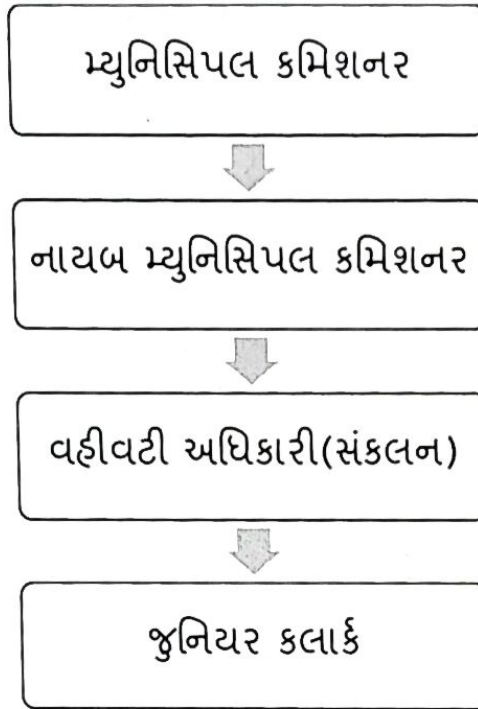 મ્યુનિસિપલ કમિશનર
નાયબ મ્યુનિસિપલ કમિશનર
વહીવટી અધિકારી(સંકલન)
જુનિયર કલાર્ક